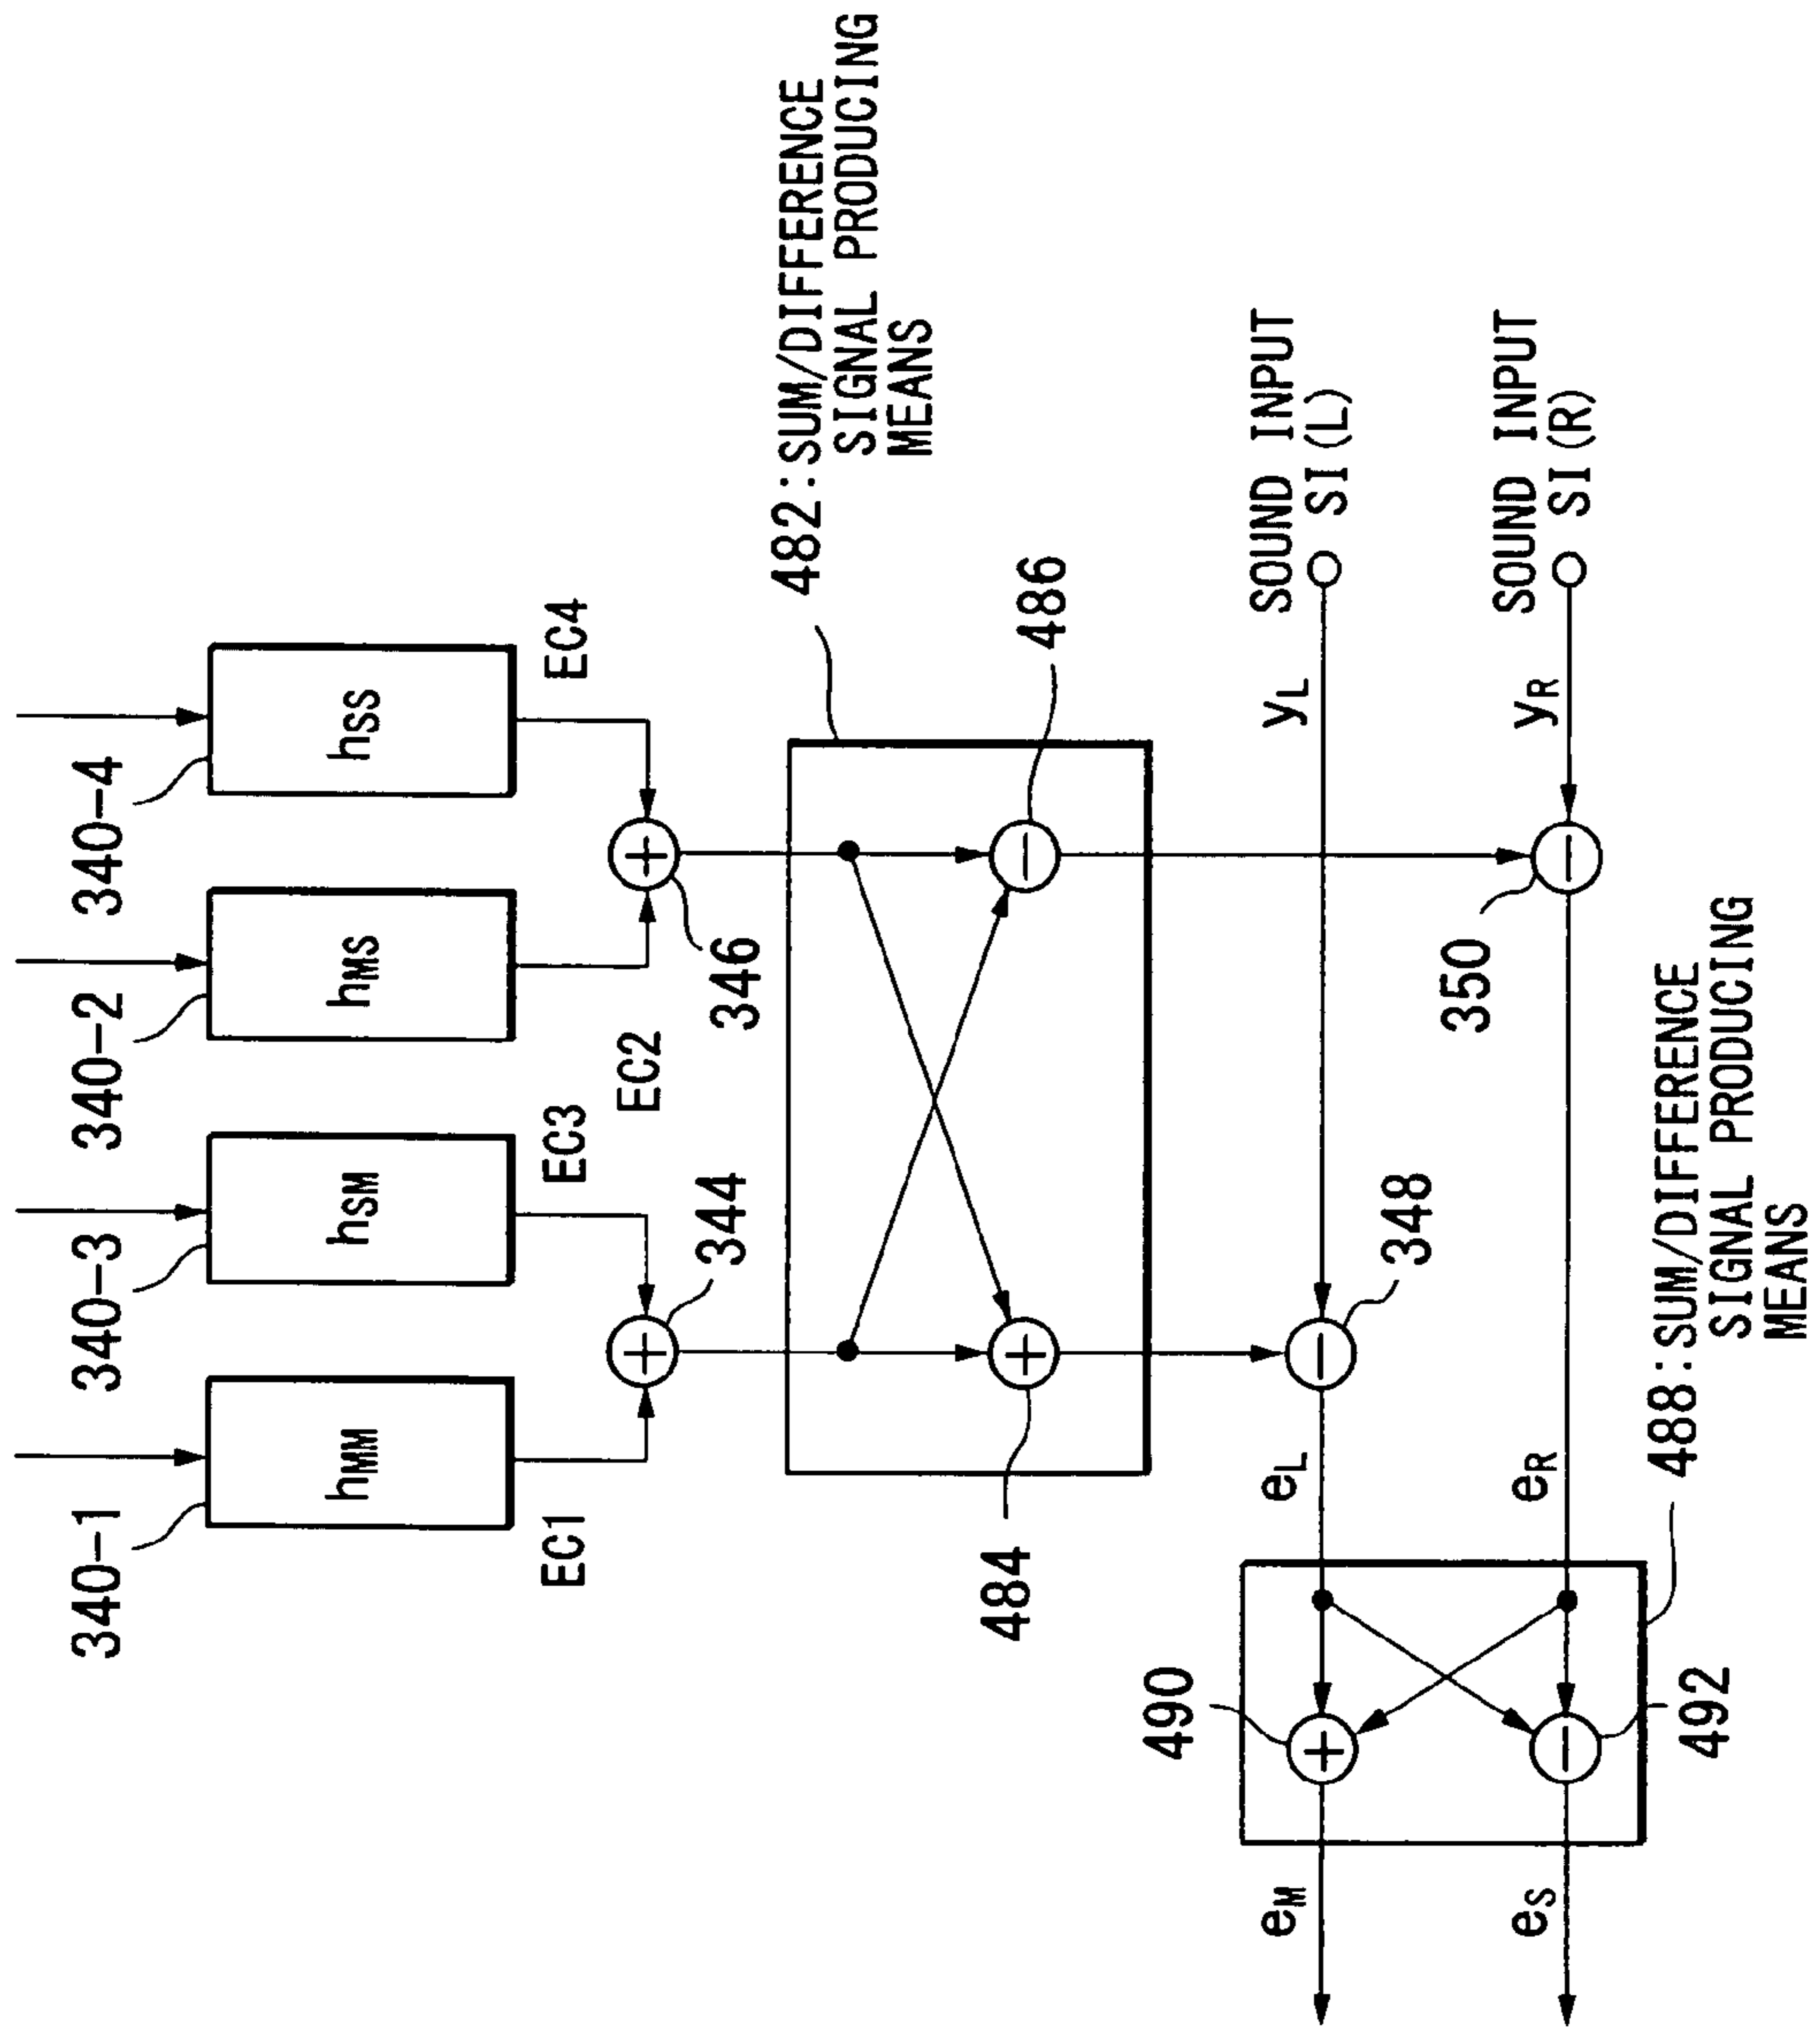 340-1
340-3
340-2
340-4
hMM
hSM
hMS
hSS
EC1
EC3
EC2
EC4
344
346
482:SUM/DIFFERENCE
SIGNAL PRODUCING
MEANS
484
486
SOUND INPUT
SI(L)
yL
348
eL
490
eM
SOUND INPUT
SI(R)
yR
350
eR
492
eS
488:SUM/DIFFERENCE
SIGNAL PRODUCING
MEANS